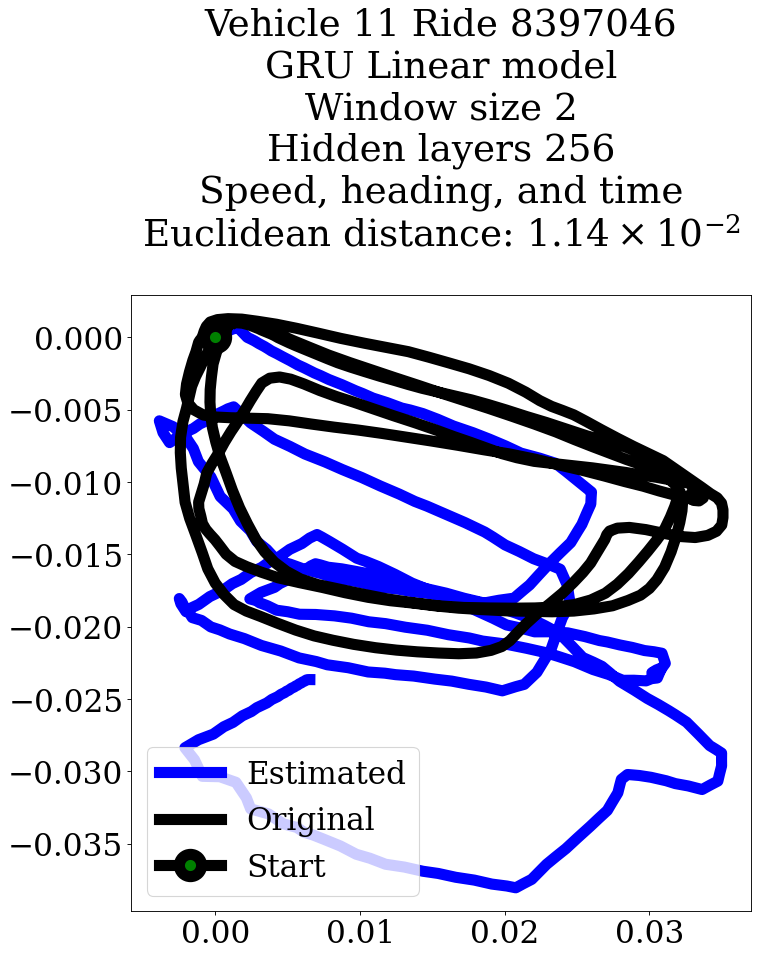 Vehicle 11 Ride 8397046
GRU Linear model
Window size 2
Hidden layers 256
Speed, heading, and time
Euclidean distance: 1.14 × 10⁻²
0.000
−0.005
−0.010
−0.015
−0.020
−0.025
−0.030
−0.035
Estimated
Original
Start
0.00 0.01 0.02 0.03